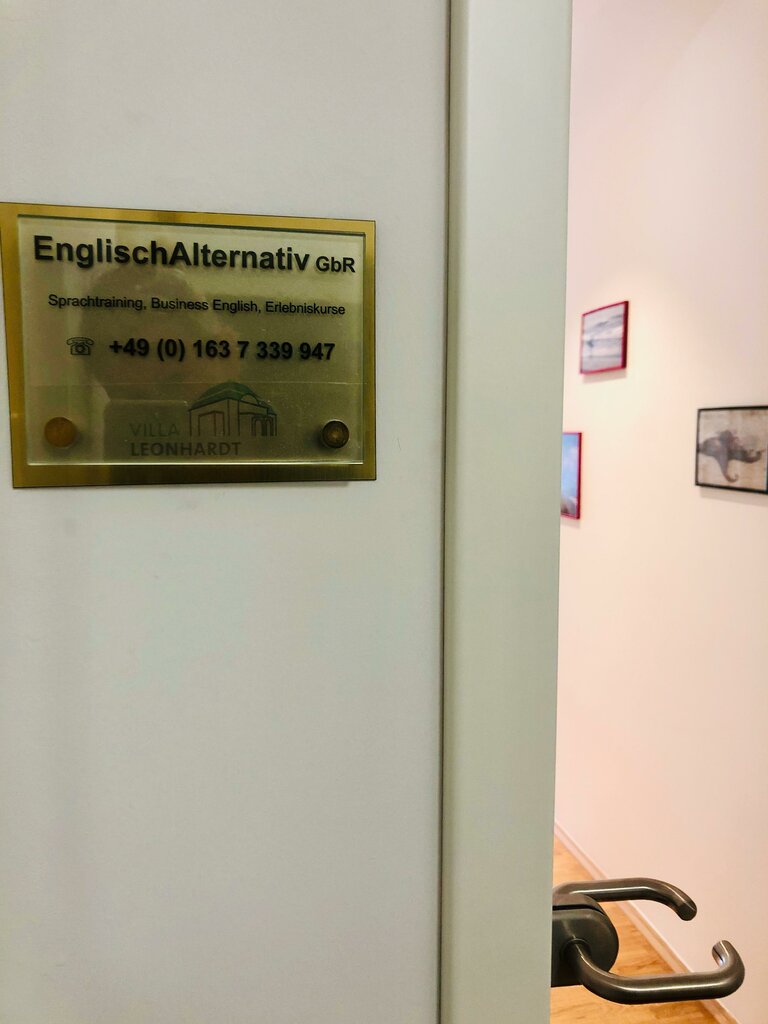 EnglischAlternativ GbR
Sprachtraining, Business English, Erlebniskurse
☏ +49 (0) 163 7 339 947
VILLA
LEONHARDT